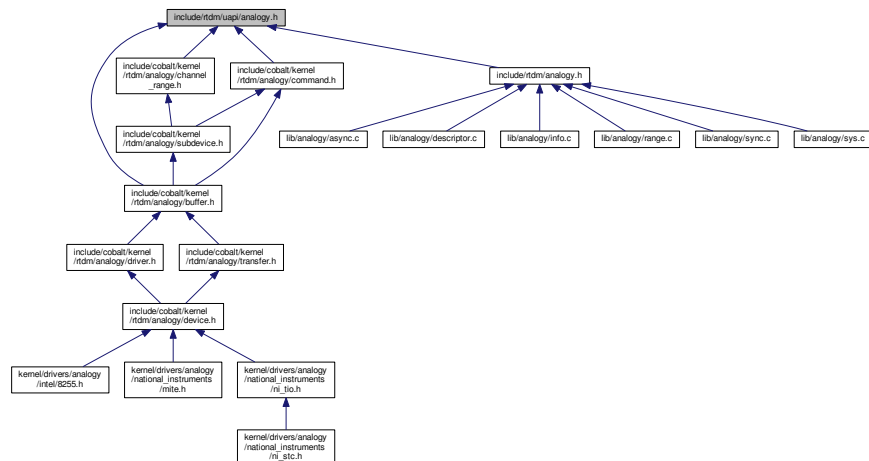 include/rtdm/uapi/analogy.h
include/cobalt/kernel
/rtdm/analogy/channel
_range.h
include/cobalt/kernel
/rtdm/analogy/command.h
include/rtdm/analogy.h
include/cobalt/kernel
/rtdm/analogy/subdevice.h
lib/analogy/async.c
lib/analogy/descriptor.c
lib/analogy/info.c
lib/analogy/range.c
lib/analogy/sync.c
lib/analogy/sys.c
include/cobalt/kernel
/rtdm/analogy/buffer.h
include/cobalt/kernel
/rtdm/analogy/driver.h
include/cobalt/kernel
/rtdm/analogy/transfer.h
include/cobalt/kernel
/rtdm/analogy/device.h
kernel/drivers/analogy
/intel/8255.h
kernel/drivers/analogy
/national_instruments
/mite.h
kernel/drivers/analogy
/national_instruments
/ni_tio.h
kernel/drivers/analogy
/national_instruments
/ni_stc.h